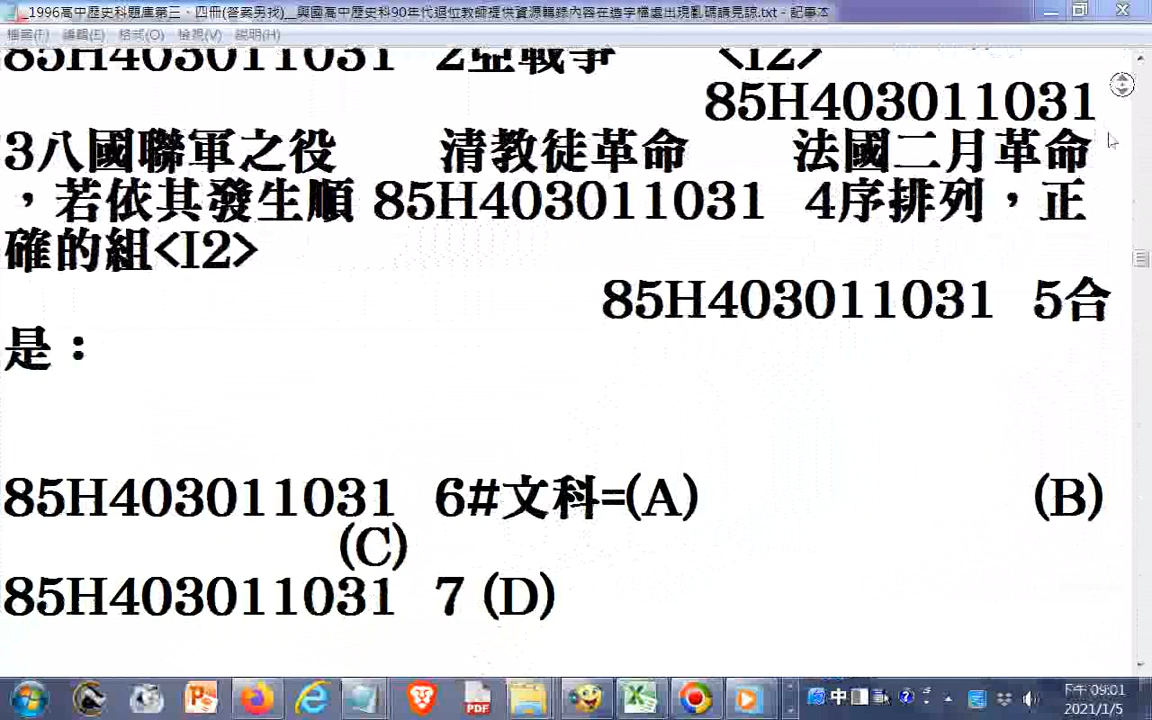 _1996高中歷史科題庫第三、四冊(答案另找)__興國高中歷史科90年代退位教師提供資源轉錄內容在造字檔處出現亂碼請見諒.txt - 記事本
檔案(F) 編輯(E) 格式(O) 檢視(V) 說明(H)
85H403011031 2亞戰爭 <I2>
85H403011031
3八國聯軍之役 清教徒革命 法國二月革命
，若依其發生順 85H403011031 4序排列，正
確的組<I2>
85H403011031 5合
是：
85H403011031 6#文科=(A) (B)
(C)
85H403011031 7 (D)
中
下午 09:01
2021/1/5